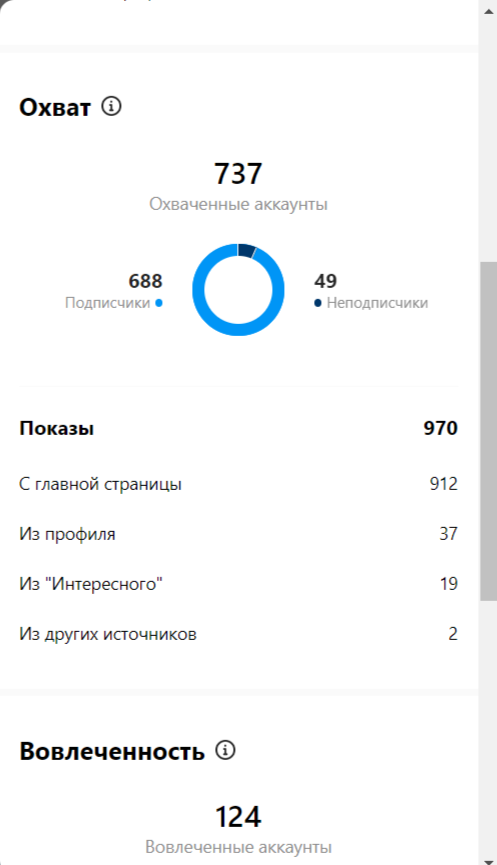 Охват
737
Охваченные аккаунты
688
Подписчики
49
Неподписчики
Показы 970
С главной страницы 912
Из профиля 37
Из "Интересного" 19
Из других источников 2
Вовлеченность
124
Вовлеченные аккаунты